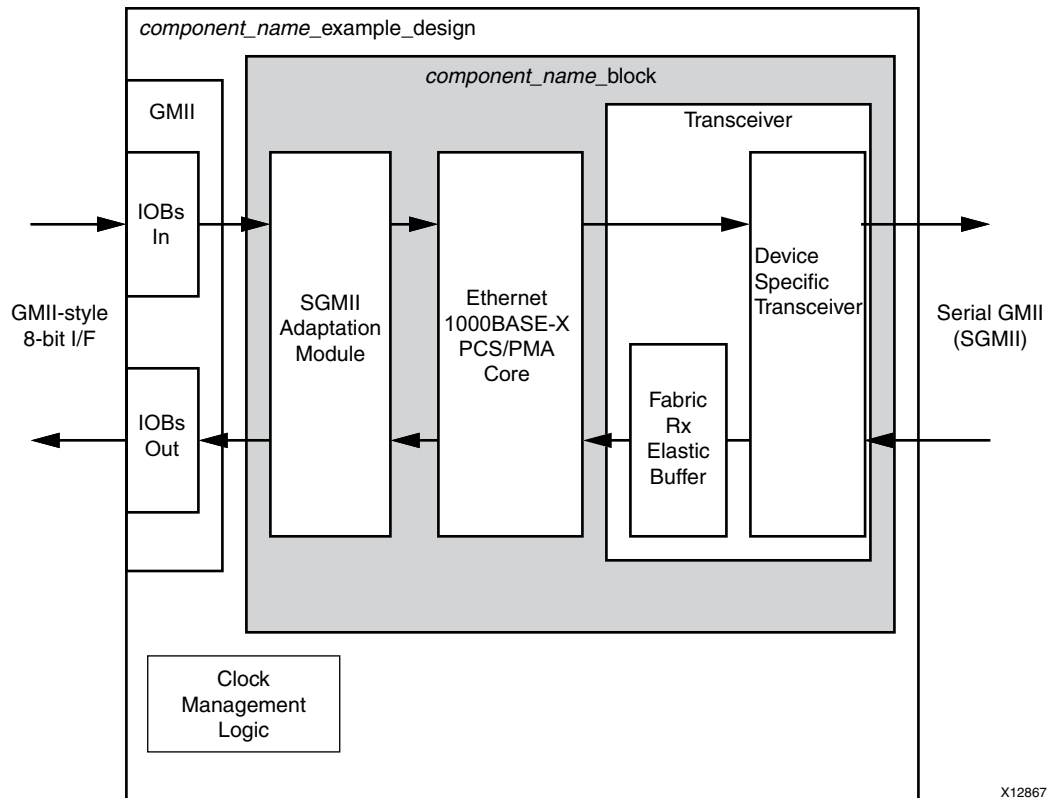 component_name_example_design
component_name_block
GMII
Transceiver
IOBs
In
GMII-style
8-bit I/F
IOBs
Out
SGMII
Adaptation
Module
Ethernet
1000BASE-X
PCS/PMA
Core
Fabric
Rx
Elastic
Buffer
Device
Specific
Transceiver
Serial GMII
(SGMII)
Clock
Management
Logic
X12867